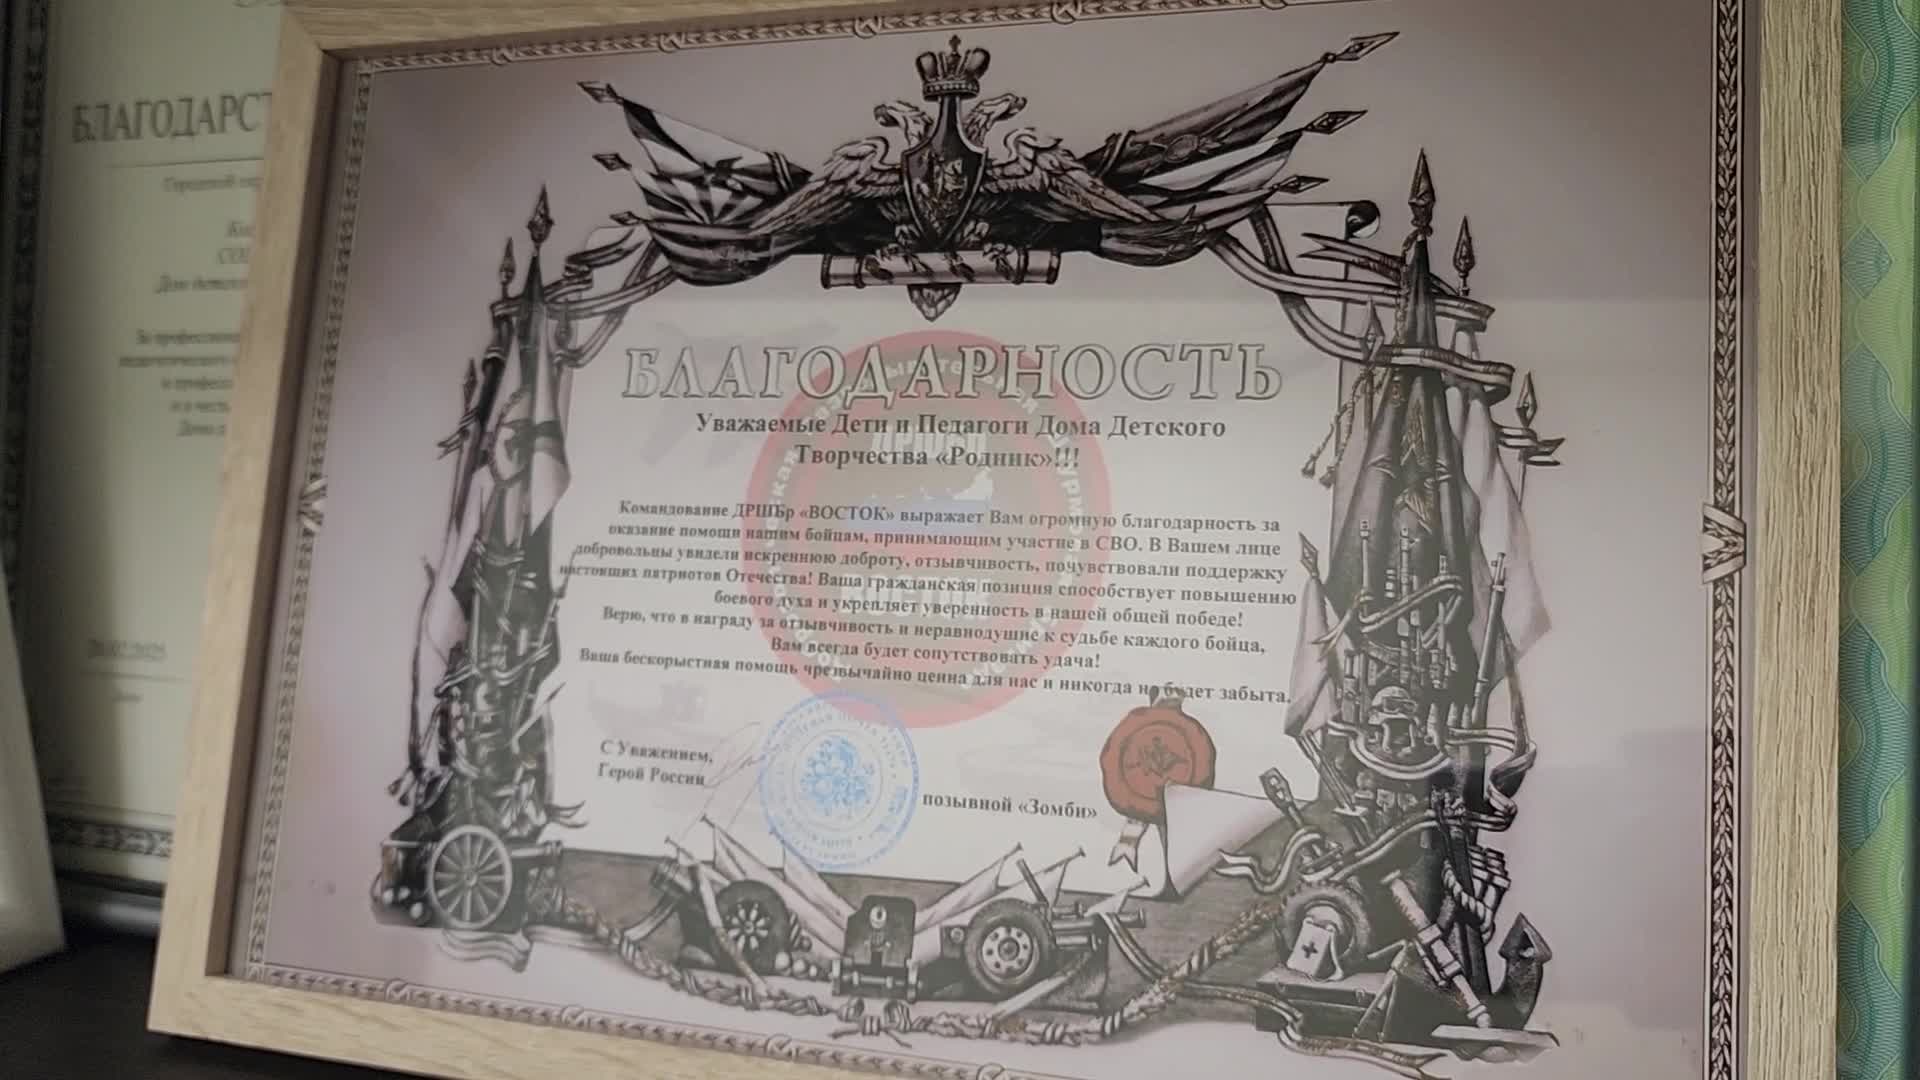 БЛАГОДАРСТ
БЛАГОДАРНОСТЬ
Уважаемые Дети и Педагоги Дома Детского
Творчества «Родник»!!!
Командование ДРШБр «ВОСТОК» выражает Вам огромную благодарность за
оказание помощи нашим бойцам, принимающим участие в СВО. В Вашем лице
добровольцы увидели искреннюю доброту, отзывчивость, почувствовали поддержку
настоящих патриотов Отечества! Ваша гражданская позиция способствует повышению
боевого духа и укрепляет уверенность в нашей общей победе!
Верю, что в награду за отзывчивость и неравнодушие к судьбе каждого бойца,
Вам всегда будет сопутствовать удача!
Ваша бескорыстная помощь чрезвычайно ценна для нас и никогда не будет забыта.
С Уважением,
Герой России
позывной «Зомби»
ДРШБр
ВОСТОК